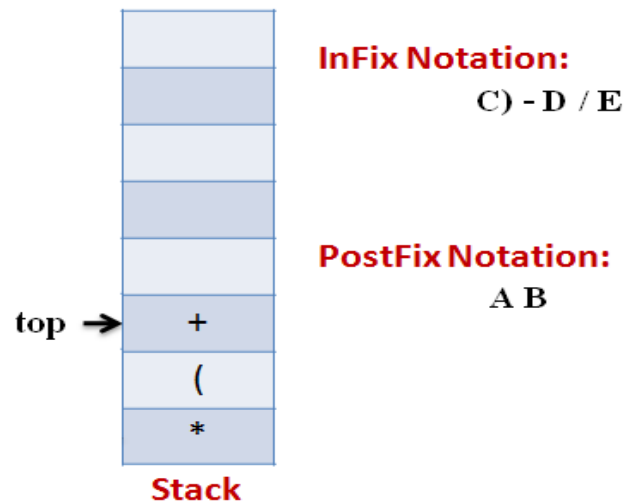 InFix Notation:
C) - D / E
PostFix Notation:
A B
top
+
(
*
Stack